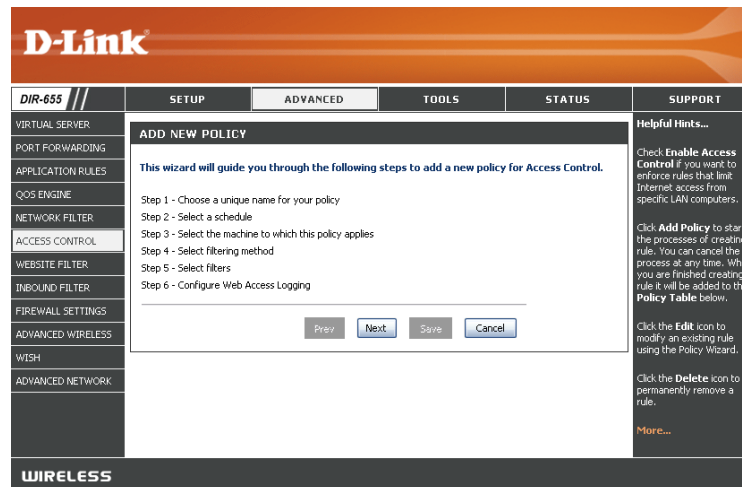 D-Link
DIR-655
SETUP
ADVANCED
TOOLS
STATUS
SUPPORT
VIRTUAL SERVER
PORT FORWARDING
APPLICATION RULES
QOS ENGINE
NETWORK FILTER
ACCESS CONTROL
WEBSITE FILTER
INBOUND FILTER
FIREWALL SETTINGS
ADVANCED WIRELESS
WISH
ADVANCED NETWORK
ADD NEW POLICY
This wizard will guide you through the following steps to add a new policy for Access Control.
Step 1 - Choose a unique name for your policy
Step 2 - Select a schedule
Step 3 - Select the machine to which this policy applies
Step 4 - Select filtering method
Step 5 - Select filters
Step 6 - Configure Web Access Logging
Prev Next Save Cancel
Helpful Hints...
Check Enable Access
Control if you want to
enforce rules that limit
Internet access from
specific LAN computers.
Click Add Policy to star
the processes of creating
rule. You can cancel the
process at any time. Wh
you are finished creating
rule it will be added to th
Policy Table below.
Click the Edit icon to
modify an existing rule
using the Policy Wizard.
Click the Delete icon to
permanently remove a
rule.
More...
WIRELESS